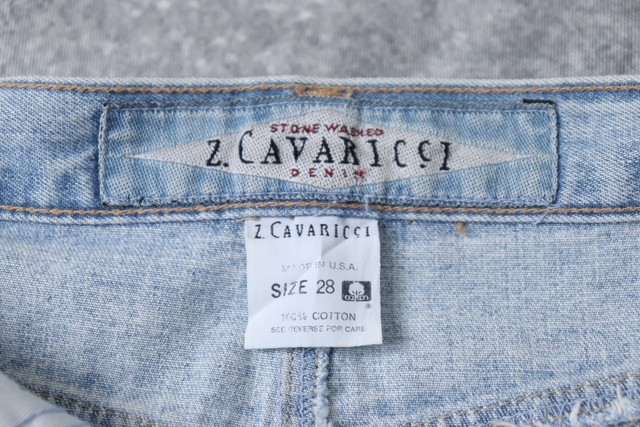 STONE WASHED
Z. CAVARICCI
DENIM
Z. CAVARICCI
MADE IN U.S.A.
SIZE 28
cotton
®
100% COTTON
SEE REVERSE FOR CARE